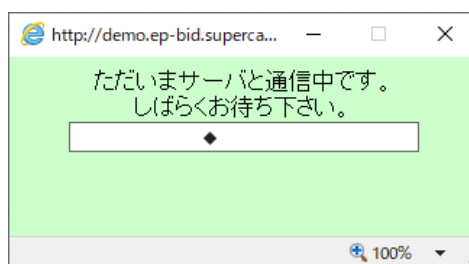 http://demo.ep-bid.superca...
ただいまサーバと通信中です。
しばらくお待ち下さい。
100%